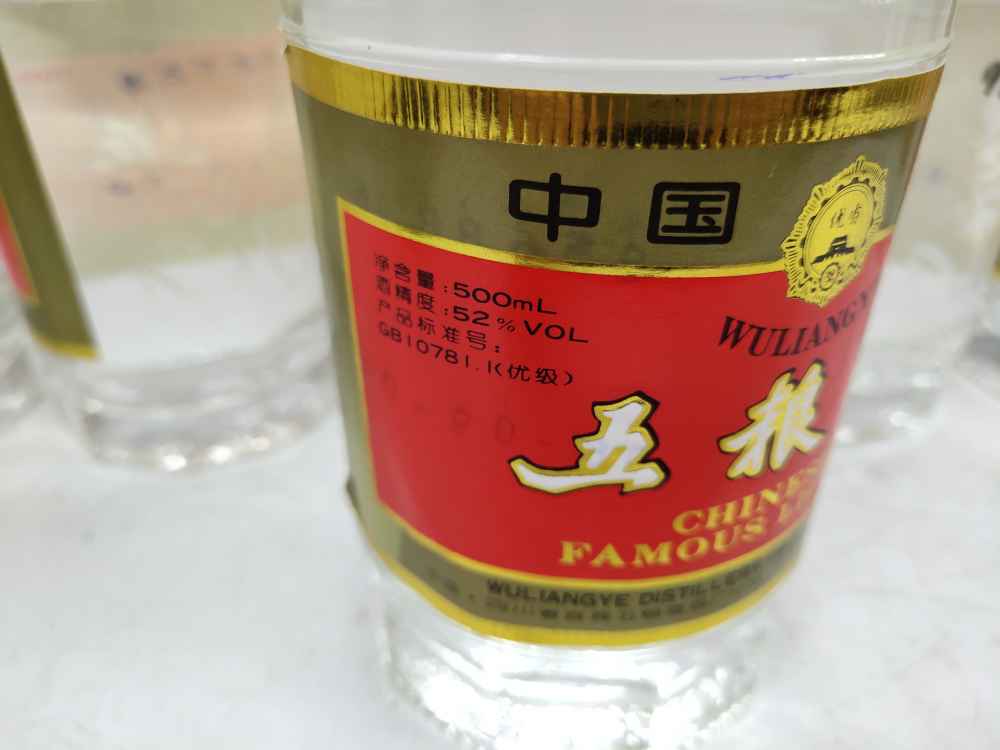 中国
净含量:500mL
酒精度:52%VOL
产品标准号:
GB10781.1(优级)
WULIANGY
五粮
CHINES
FAMOUS
WULIANGYE DISTILLERY